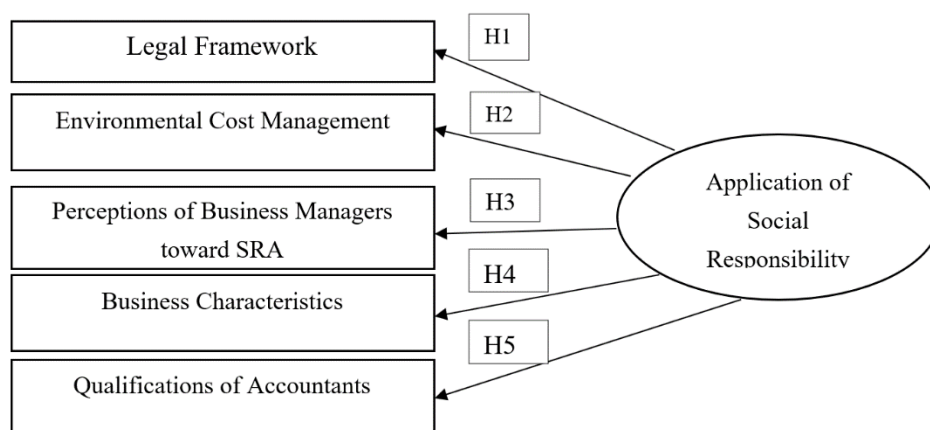 Legal Framework
H1
Environmental Cost Management
H2
Perceptions of Business Managers
toward SRA
H3
Business Characteristics
H4
Qualifications of Accountants
H5
Application of
Social
Responsibility